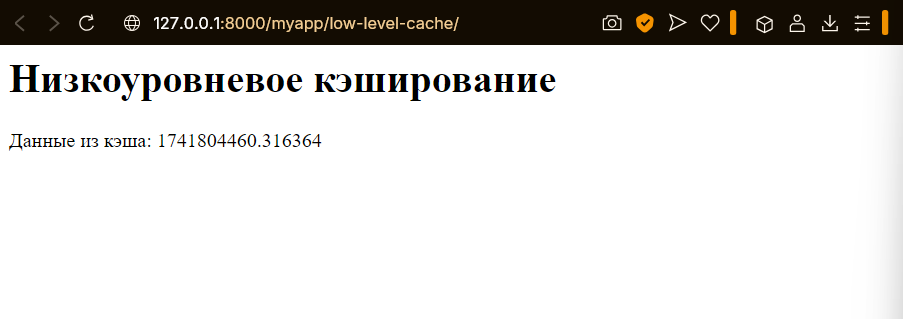 127.0.0.1:8000/myapp/low-level-cache/
Низкоуровневое кэширование
Данные из кэша: 1741804460.316364